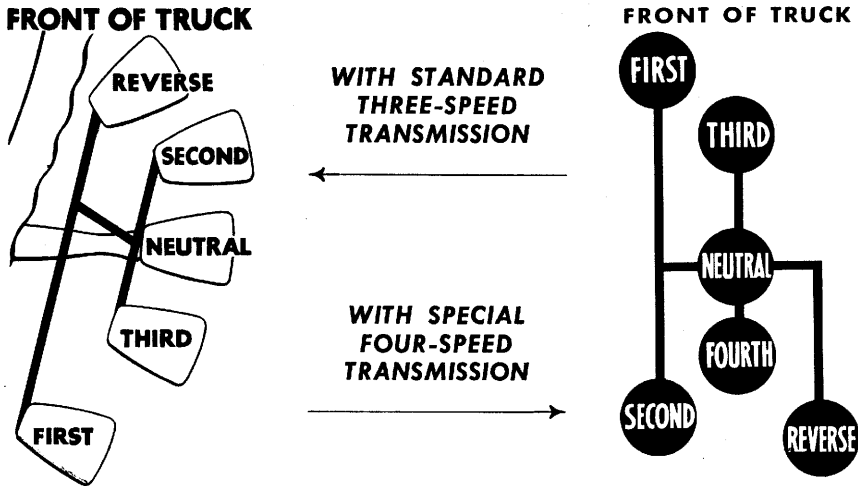 FRONT OF TRUCK
REVERSE
SECOND
NEUTRAL
THIRD
FIRST
WITH STANDARD
THREE-SPEED
TRANSMISSION
WITH SPECIAL
FOUR-SPEED
TRANSMISSION
FRONT OF TRUCK
FIRST
THIRD
NEUTRAL
FOURTH
SECOND
REVERSE